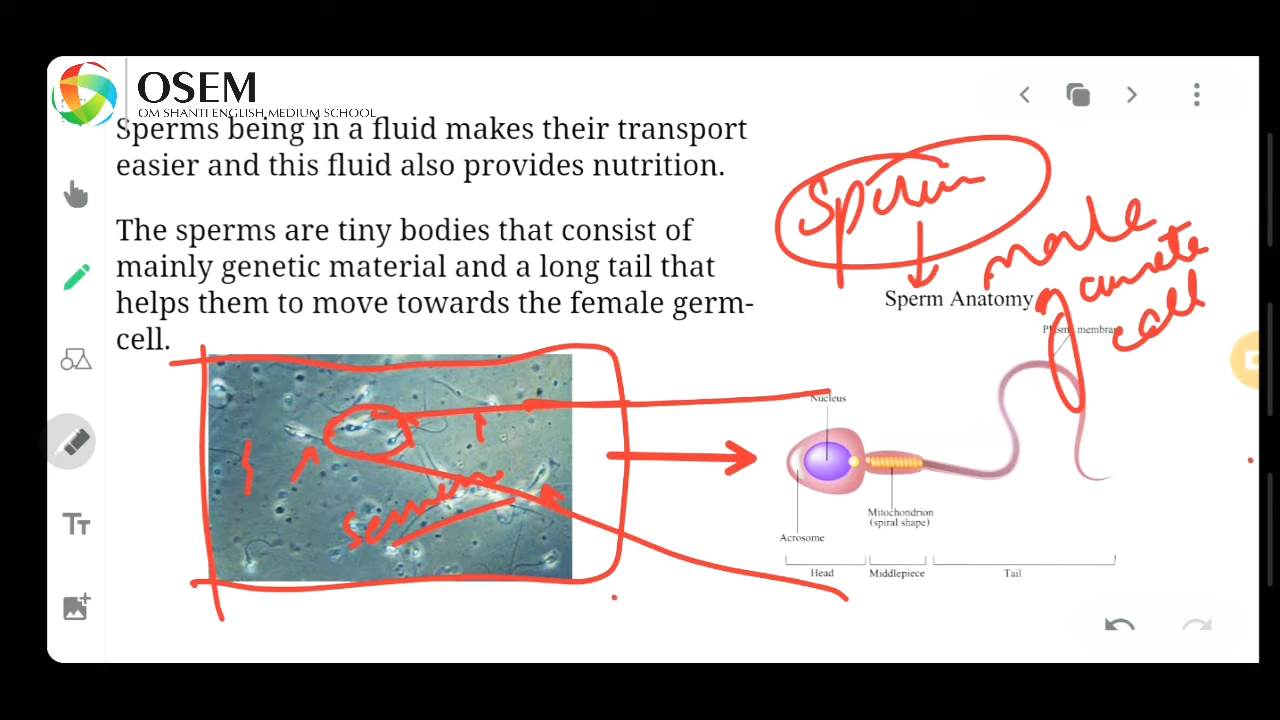 OSEM
OM SHANTI ENGLISH MEDIUM SCHOOL
Sperms being in a fluid makes their transport
easier and this fluid also provides nutrition.
The sperms are tiny bodies that consist of
mainly genetic material and a long tail that
helps them to move towards the female germ-
cell.
Semen
Sperm
male
gamete
cell
Sperm Anatomy
Plasma membrane
Nucleus
Mitochondrion
(spiral shape)
Acrosome
Head
Middlepiece
Tail
TT